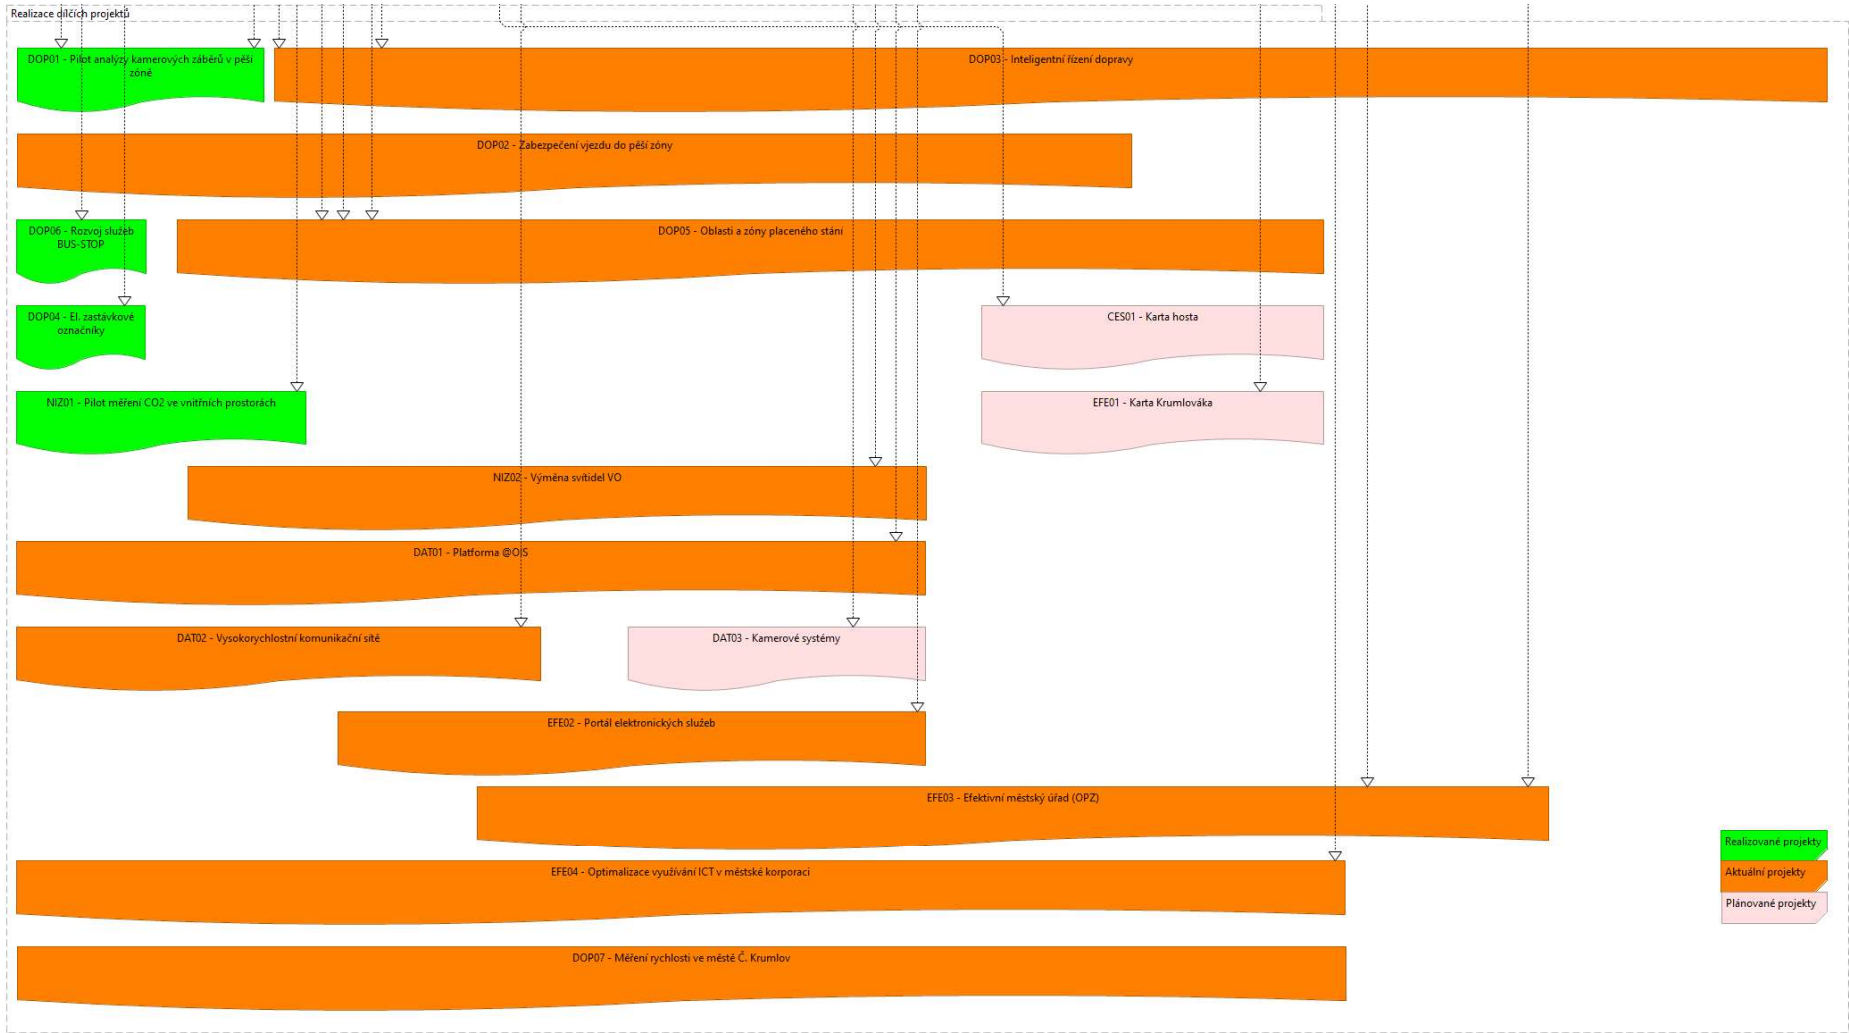 Realizace dílčích projektů
DOP01 - Pilot analýzy kamerových záběrů v pěší
zóně
DOP03 - Inteligentní řízení dopravy
DOP02 - Zabezpečení vjezdu do pěší zóny
DOP06 - Rozvoj služeb
BUS-STOP
DOP05 - Oblasti a zóny placeného stání
DOP04 - El. zastávkové
označníky
CES01 - Karta hosta
NIZ01 - Pilot měření CO2 ve vnitřních prostorách
EFE01 - Karta Krumlováka
NIZ02 - Výměna svítidel VO
DAT01 - Platforma @OIS
DAT02 - Vysokorychlostní komunikační sítě
DAT03 - Kamerové systémy
EFE02 - Portál elektronických služeb
EFE03 - Efektivní městský úřad (OPZ)
Realizované projekty
EFE04 - Optimalizace využívání ICT v městské korporaci
Aktuální projekty
Plánované projekty
DOP07 - Měření rychlosti ve městě Č. Krumlov